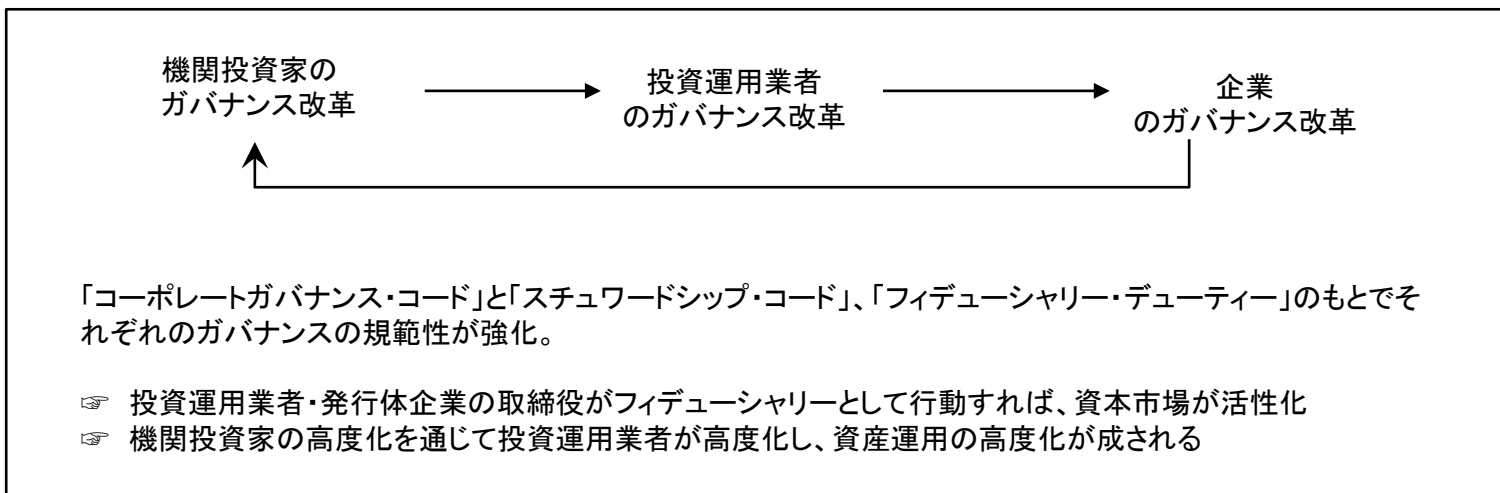 機関投資家の
ガバナンス改革
投資運用業者
のガバナンス改革
企業
のガバナンス改革
「コーポレートガバナンス・コード」と「スチュワードシップ・コード」、「フィデューシャリー・デューティー」のもとでそ
れぞれのガバナンスの規範性が強化。
☞ 投資運用業者・発行体企業の取締役がフィデューシャリーとして行動すれば、資本市場が活性化
☞ 機関投資家の高度化を通じて投資運用業者が高度化し、資産運用の高度化が成される